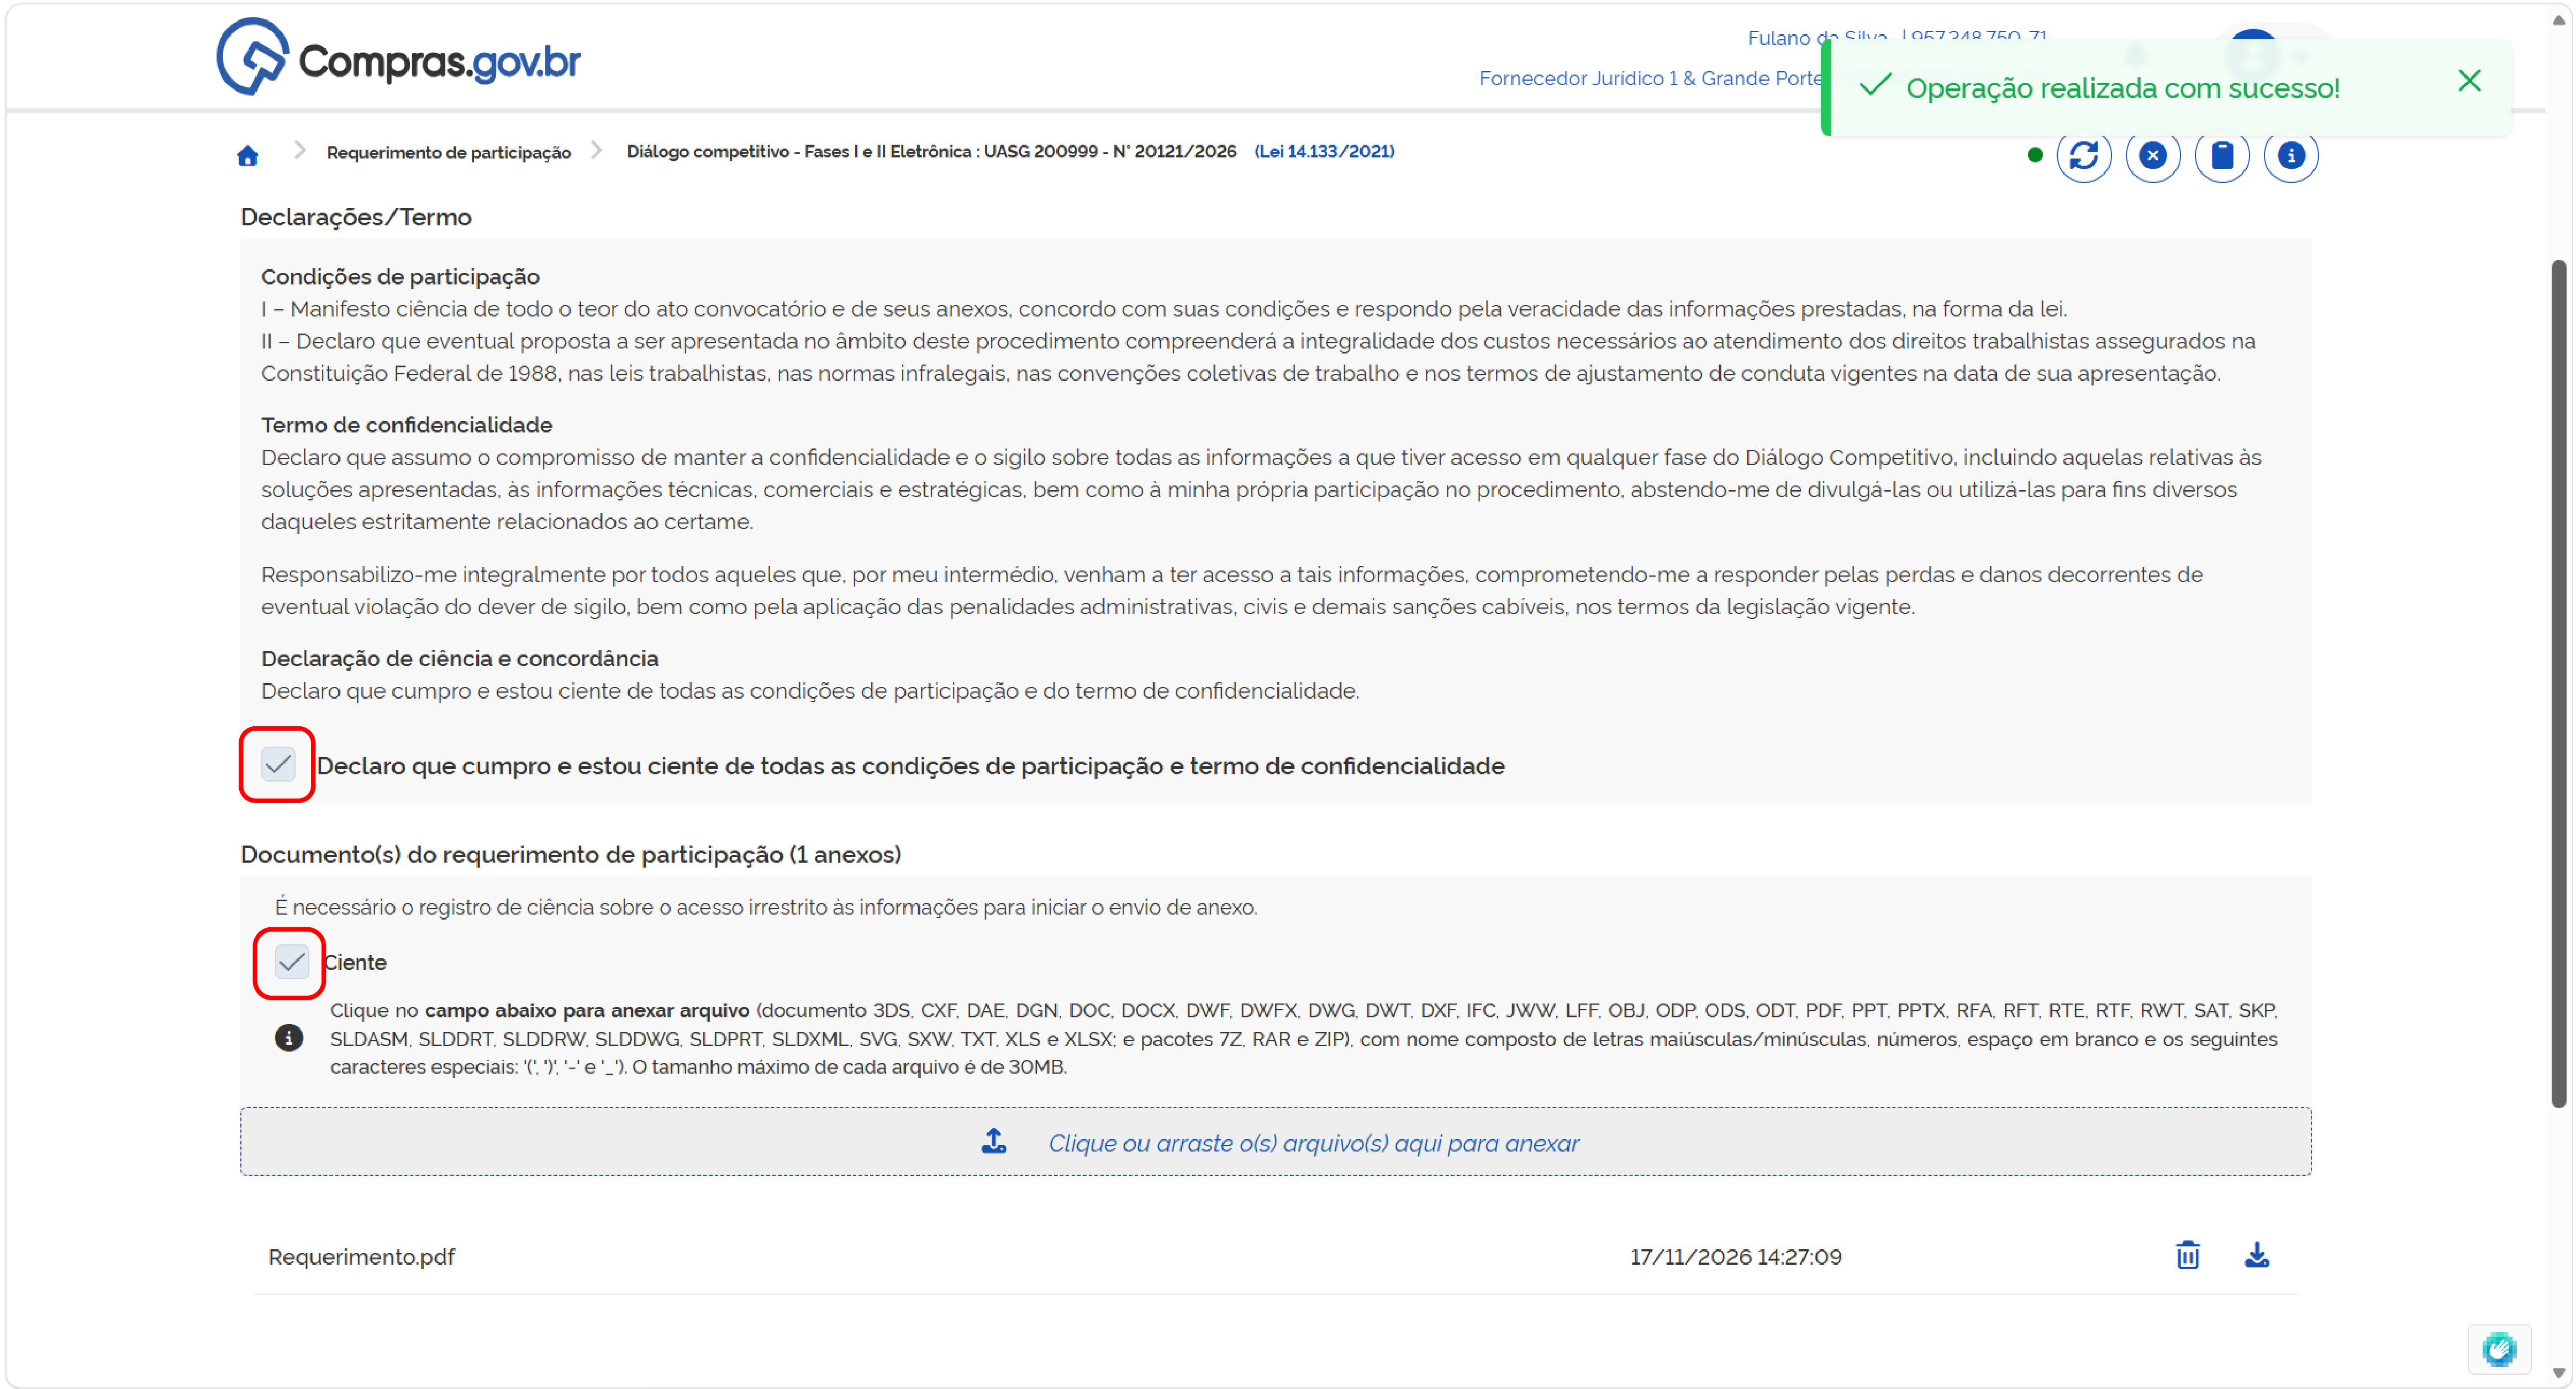 Compras.gov.br
Fulano da Silva | 957.248.750-71
Fornecedor Jurídico 1 & Grande Porte
Operação realizada com sucesso!
Requerimento de participação
Diálogo competitivo - Fases I e II Eletrônica : UASG 200999 - N° 20121/2026 (Lei 14.133/2021)
Declarações/Termo
Condições de participação
I – Manifesto ciência de todo o teor do ato convocatório e de seus anexos, concordo com suas condições e respondo pela veracidade das informações prestadas, na forma da lei.
II – Declaro que eventual proposta a ser apresentada no âmbito deste procedimento compreenderá a integralidade dos custos necessários ao atendimento dos direitos trabalhistas assegurados na
Constituição Federal de 1988, nas leis trabalhistas, nas normas infralegais, nas convenções coletivas de trabalho e nos termos de ajustamento de conduta vigentes na data de sua apresentação.
Termo de confidencialidade
Declaro que assumo o compromisso de manter a confidencialidade e o sigilo sobre todas as informações a que tiver acesso em qualquer fase do Diálogo Competitivo, incluindo aquelas relativas às
soluções apresentadas, às informações técnicas, comerciais e estratégicas, bem como à minha própria participação no procedimento, abstendo-me de divulgá-las ou utilizá-las para fins diversos
daqueles estritamente relacionados ao certame.
Responsabilizo-me integralmente por todos aqueles que, por meu intermédio, venham a ter acesso a tais informações, comprometendo-me a responder pelas perdas e danos decorrentes de
eventual violação do dever de sigilo, bem como pela aplicação das penalidades administrativas, civis e demais sanções cabíveis, nos termos da legislação vigente.
Declaração de ciência e concordância
Declaro que cumpro e estou ciente de todas as condições de participação e do termo de confidencialidade.
Declaro que cumpro e estou ciente de todas as condições de participação e termo de confidencialidade
Documento(s) do requerimento de participação (1 anexos)
É necessário o registro de ciência sobre o acesso irrestrito às informações para iniciar o envio de anexo.
Ciente
Clique no campo abaixo para anexar arquivo (documento 3DS, CXF, DAE, DGN, DOC, DOCX, DWF, DWFX, DWG, DWT, DXF, IFC, JWW, LFF, OBJ, ODP, ODS, ODT, PDF, PPT, PPTX, RFA, RFT, RTE, RTF, RWT, SAT, SKP,
SLDASM, SLDDRT, SLDDRW, SLDDWG, SLDPRT, SLDXML, SVG, SXW, TXT, XLS e XLSX; e pacotes 7Z, RAR e ZIP), com nome composto de letras maiúsculas/minúsculas, números, espaço em branco e os seguintes
caracteres especiais: '(', ')', '-' e '_'). O tamanho máximo de cada arquivo é de 30MB.
Clique ou arraste o(s) arquivo(s) aqui para anexar
Requerimento.pdf 17/11/2026 14:27:09